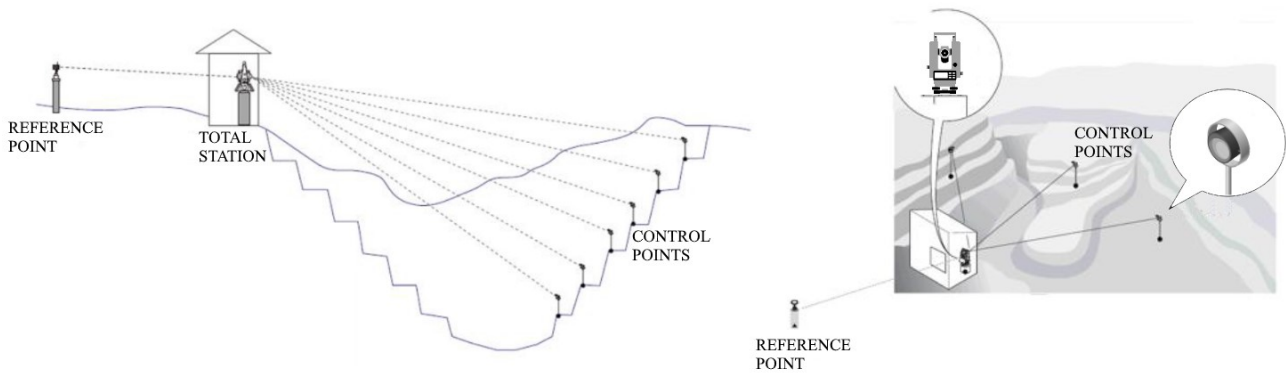 REFERENCE
POINT
TOTAL
STATION
CONTROL
POINTS
CONTROL
POINTS
REFERENCE
POINT